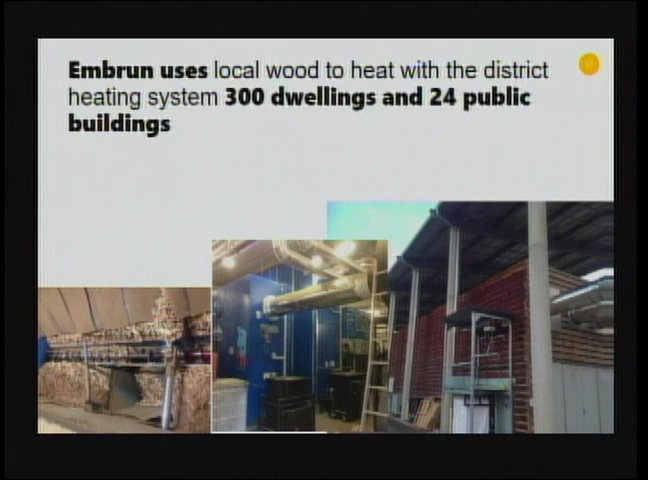 Embrun uses local wood to heat with the district
heating system 300 dwellings and 24 public
buildings